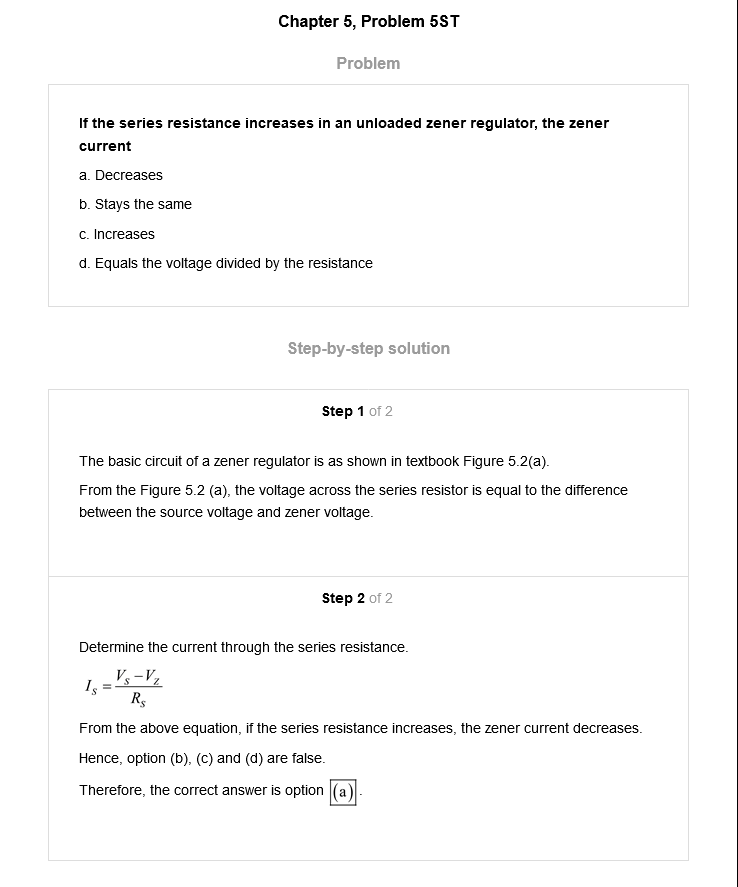 Chapter 5, Problem 5ST
Problem
If the series resistance increases in an unloaded zener regulator, the zener
current
a. Decreases
b. Stays the same
c. Increases
d. Equals the voltage divided by the resistance
Step-by-step solution
Step 1 of 2
The basic circuit of a zener regulator is as shown in textbook Figure 5.2(a).
From the Figure 5.2 (a), the voltage across the series resistor is equal to the difference
between the source voltage and zener voltage.
Step 2 of 2
Determine the current through the series resistance.
I_S = (V_S − V_Z) / R_S
From the above equation, if the series resistance increases, the zener current decreases.
Hence, option (b), (c) and (d) are false.
Therefore, the correct answer is option (a).